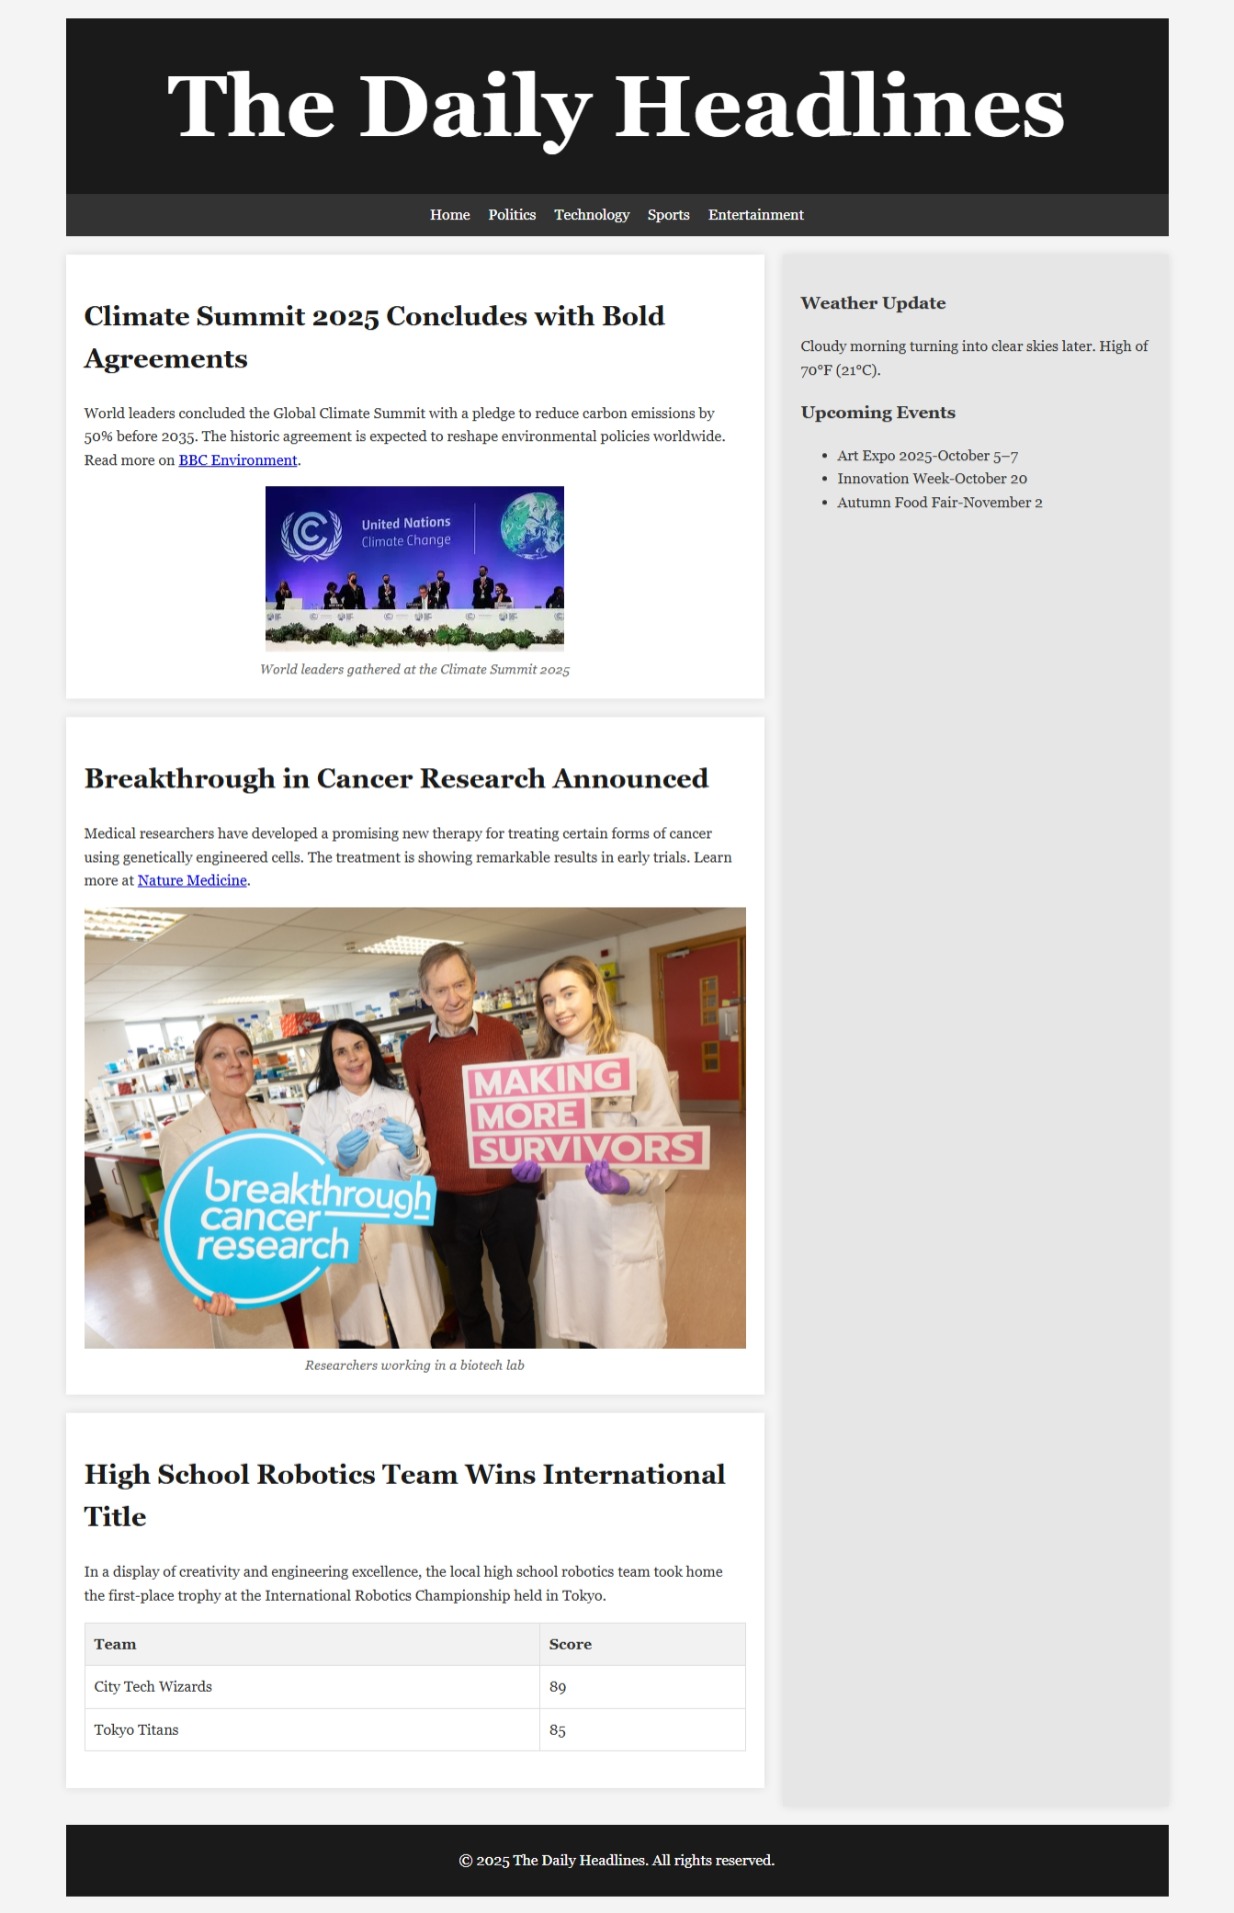 The Daily Headlines
Home Politics Technology Sports Entertainment
Climate Summit 2025 Concludes with Bold
Agreements
World leaders concluded the Global Climate Summit with a pledge to reduce carbon emissions by
50% before 2035. The historic agreement is expected to reshape environmental policies worldwide.
Read more on BBC Environment.
United Nations
Climate Change
World leaders gathered at the Climate Summit 2025
Breakthrough in Cancer Research Announced
Medical researchers have developed a promising new therapy for treating certain forms of cancer
using genetically engineered cells. The treatment is showing remarkable results in early trials. Learn
more at Nature Medicine.
MAKING
MORE
SURVIVORS
breakthrough
cancer
research
Researchers working in a biotech lab
High School Robotics Team Wins International
Title
In a display of creativity and engineering excellence, the local high school robotics team took home
the first-place trophy at the International Robotics Championship held in Tokyo.
Team Score
City Tech Wizards 89
Tokyo Titans 85
Weather Update
Cloudy morning turning into clear skies later. High of
70°F (21°C).
Upcoming Events
• Art Expo 2025-October 5–7
• Innovation Week-October 20
• Autumn Food Fair-November 2
© 2025 The Daily Headlines. All rights reserved.